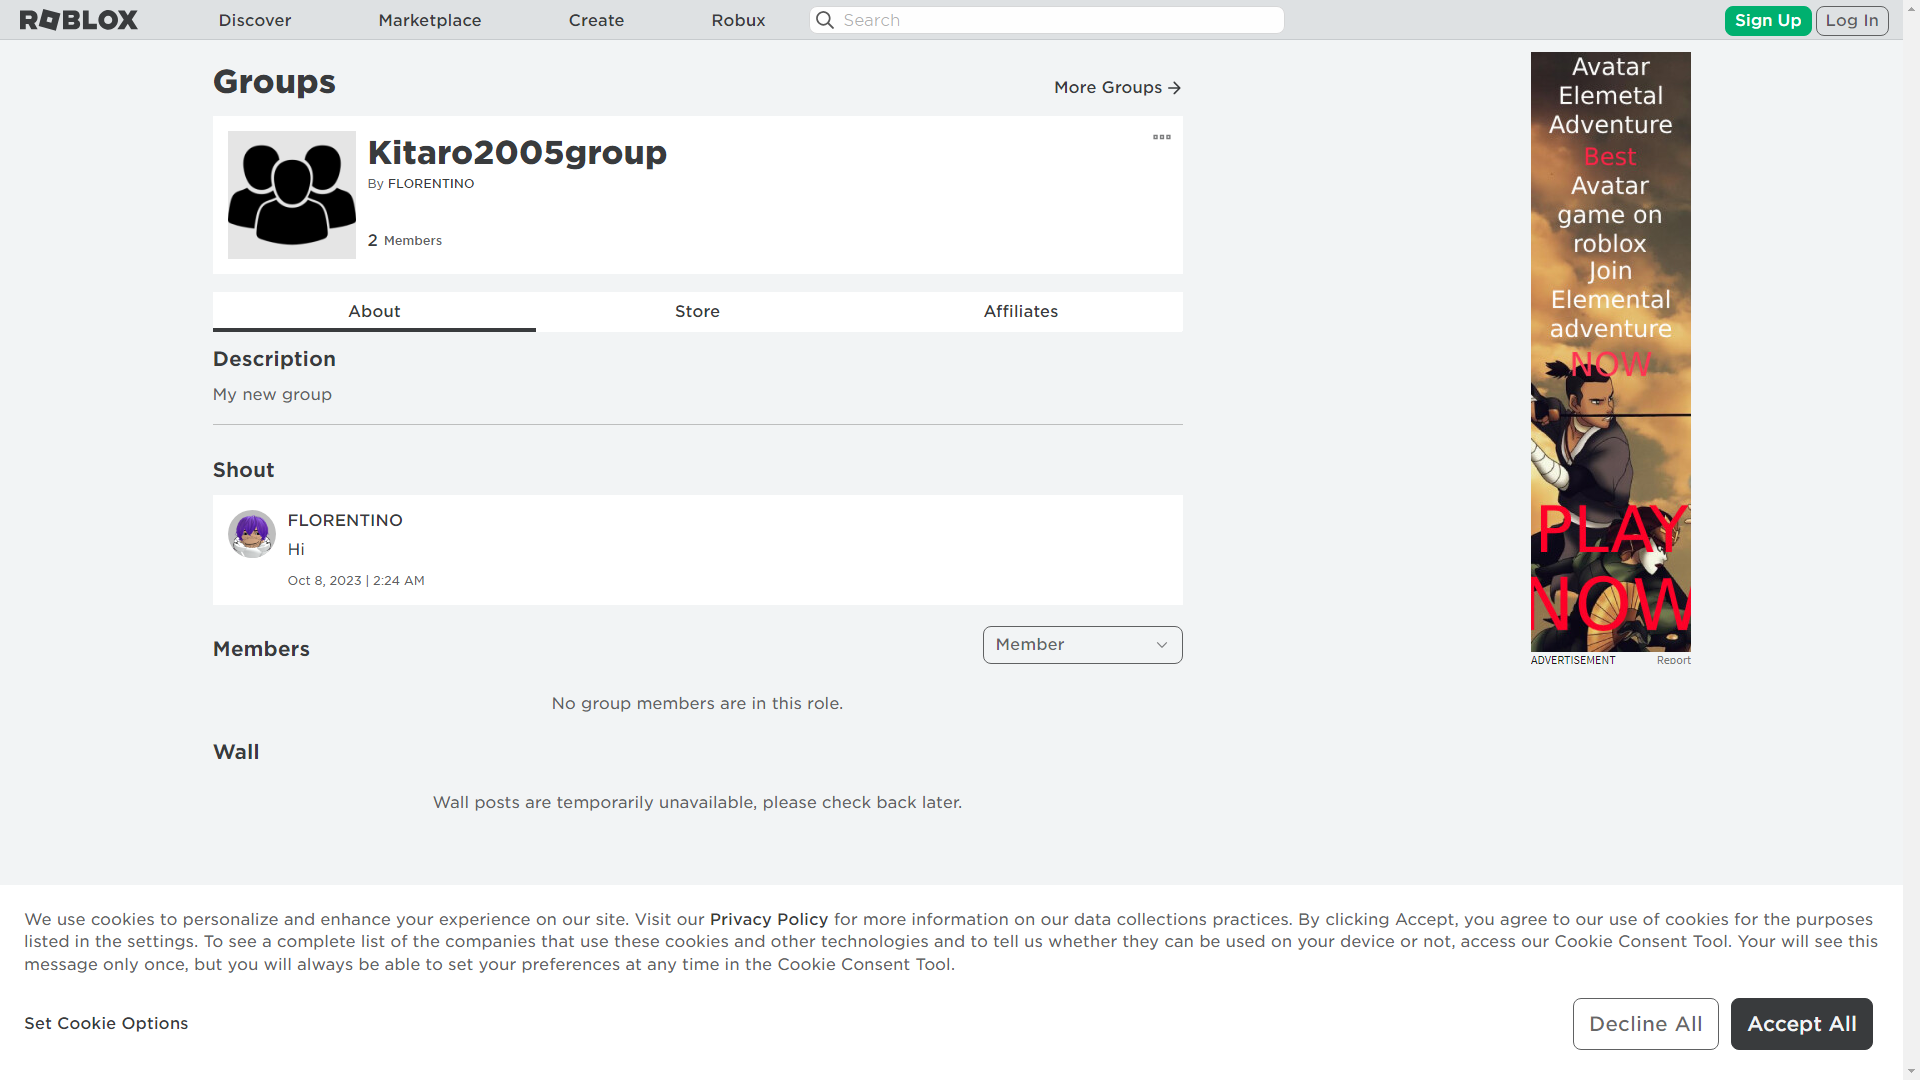 ROBLOX
Discover
Marketplace
Create
Robux
Search
Sign Up
Log In
Groups
More Groups
Kitaro2005group
By FLORENTINO
2 Members
About
Store
Affiliates
Description
My new group
Shout
FLORENTINO
Hi
Oct 8, 2023 | 2:24 AM
Members
Member
No group members are in this role.
Wall
Wall posts are temporarily unavailable, please check back later.
Avatar
Elemetal
Adventure
Best
Avatar
game on
roblox
Join
Elemental
adventure
NOW
PLAY
NOW
ADVERTISEMENT
Report
We use cookies to personalize and enhance your experience on our site. Visit our Privacy Policy for more information on our data collections practices. By clicking Accept, you agree to our use of cookies for the purposes
listed in the settings. To see a complete list of the companies that use these cookies and other technologies and to tell us whether they can be used on your device or not, access our Cookie Consent Tool. Your will see this
message only once, but you will always be able to set your preferences at any time in the Cookie Consent Tool.
Set Cookie Options
Decline All
Accept All